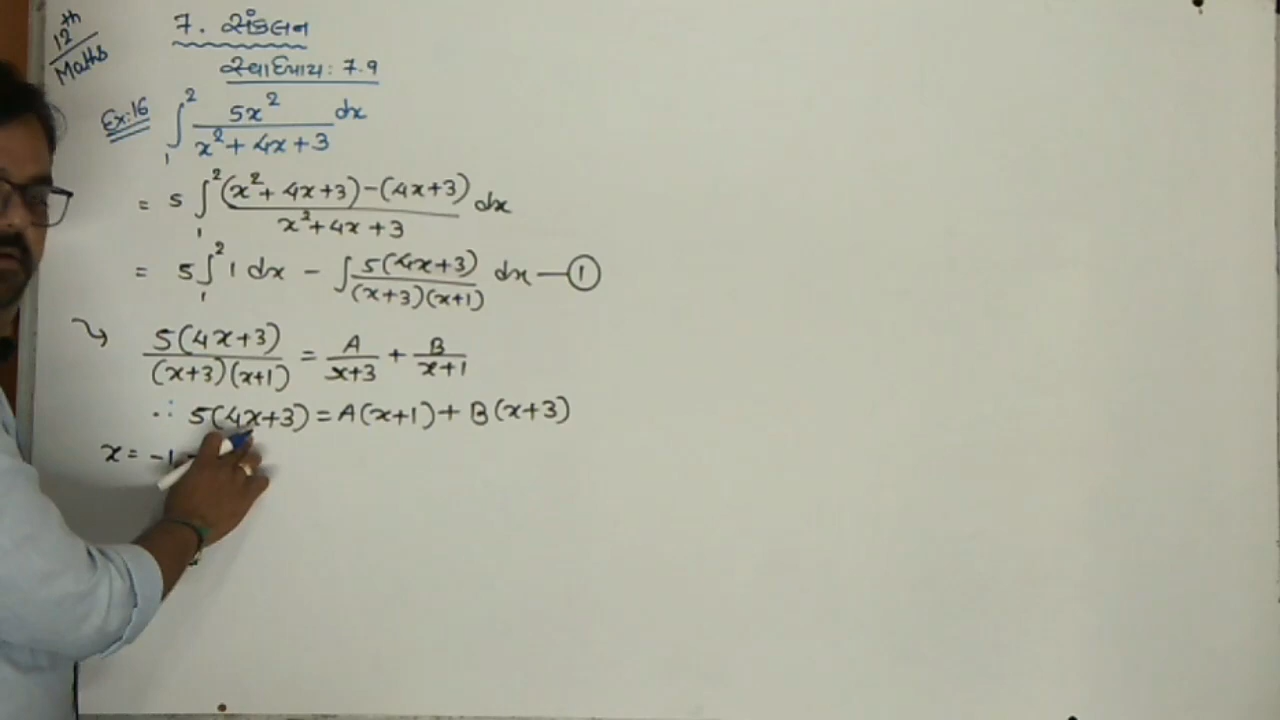 12th
Maths
7. સંકલન
સ્વાધ્યાય: 7.9
Ex:16 ∫₁² 5x² / (x² + 4x + 3) dx
= 5 ∫₁² (x² + 4x + 3) - (4x + 3) / (x² + 4x + 3) dx
= 5 ∫₁² 1 dx - ∫ 5(4x+3) / (x+3)(x+1) dx — ①
↝ 5(4x+3) / (x+3)(x+1) = A / (x+3) + B / (x+1)
∴ 5(4x+3) = A(x+1) + B(x+3)
x = -1